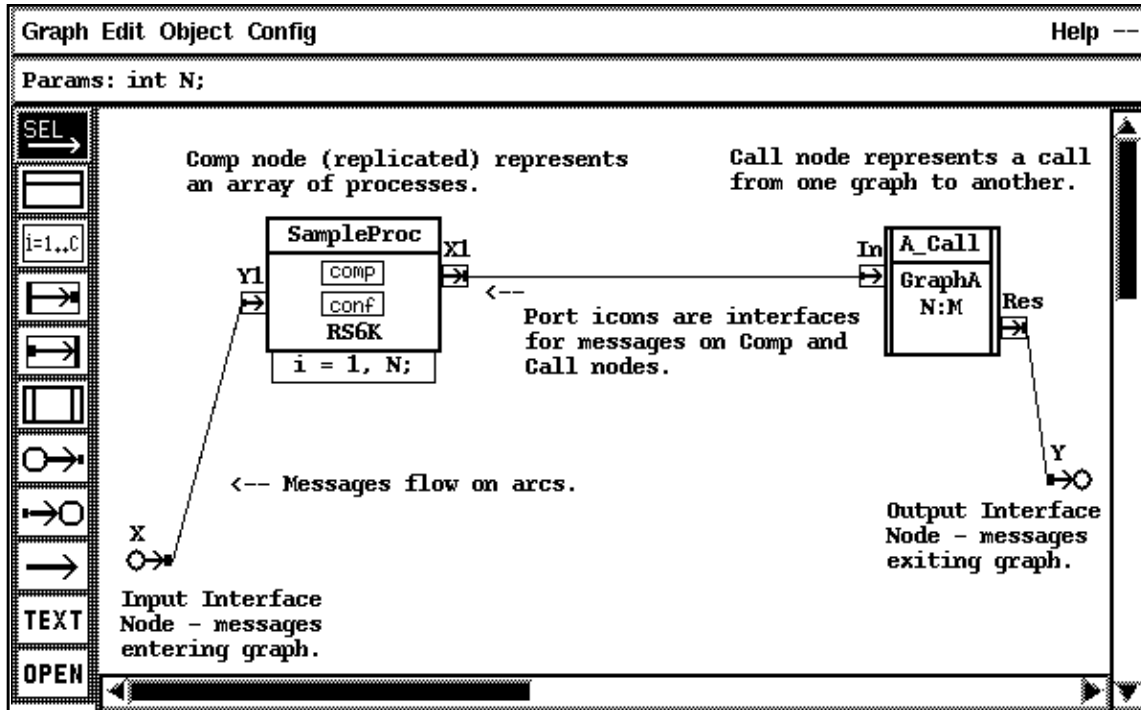 Graph Edit Object Config Help --
Params: int N;
SEL
i=1..C
TEXT
OPEN
Comp node (replicated) represents
an array of processes.
Call node represents a call
from one graph to another.
SampleProc
comp
conf
RS6K
i = 1, N;
Y1
X1
<--
Port icons are interfaces
for messages on Comp and
Call nodes.
In
A_Call
GraphA
N:M
Res
<-- Messages flow on arcs.
X
Input Interface
Node - messages
entering graph.
Y
Output Interface
Node - messages
exiting graph.